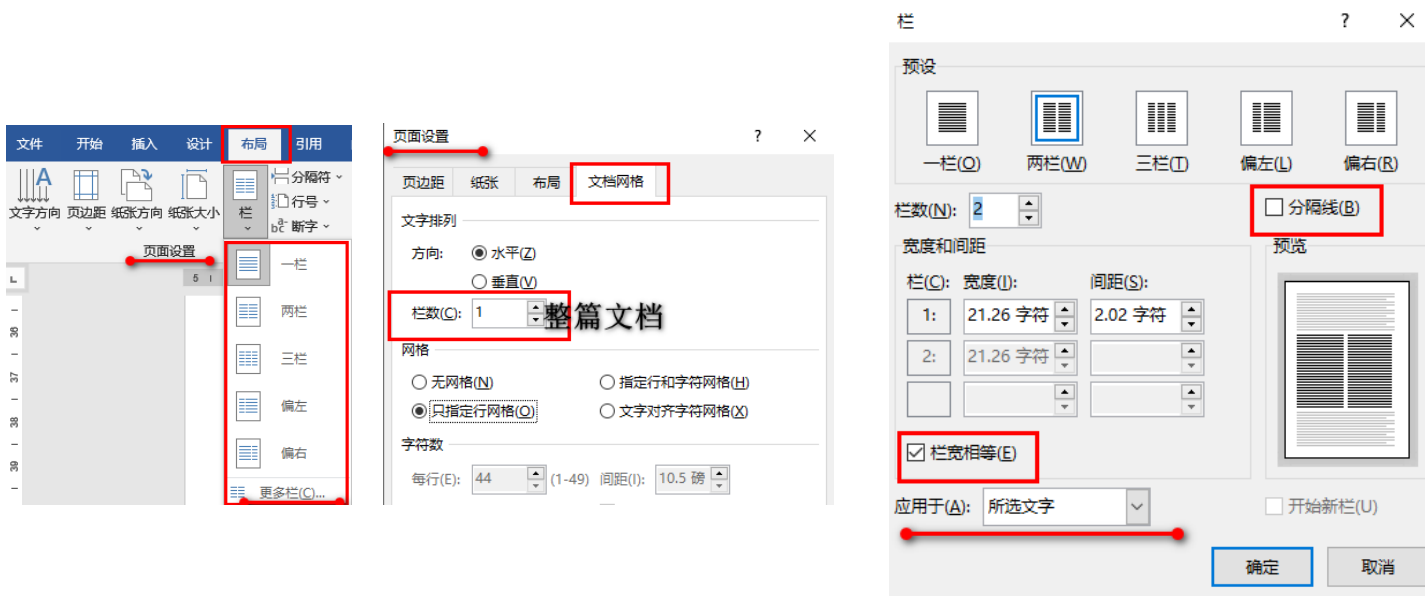 文件 开始 插入 设计 布局 引用
文字方向 页边距 纸张方向 纸张大小 栏
分隔符
行号
断字
页面设置
一栏
两栏
三栏
偏左
偏右
更多栏(C)...
5
38
37
38
39
页面设置 ? ×
页边距 纸张 布局 文档网格
文字排列
方向: 水平(Z)
垂直(V)
栏数(C): 1 整篇文档
网格
无网格(N) 指定行和字符网格(H)
只指定行网格(O) 文字对齐字符网格(X)
字符数
每行(E): 44 (1-49) 间距(I): 10.5 磅
栏 ? ×
预设
一栏(O) 两栏(W) 三栏(T) 偏左(L) 偏右(R)
栏数(N): 2 分隔线(B)
宽度和间距 预览
栏(C): 宽度(I): 间距(S):
1: 21.26 字符 2.02 字符
2: 21.26 字符
栏宽相等(E)
应用于(A): 所选文字 开始新栏(U)
确定 取消